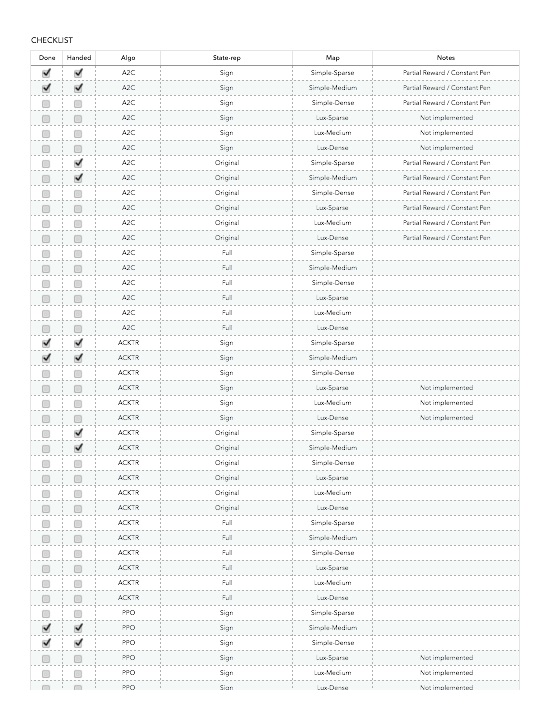 CHECKLIST
Done Handed Algo State-rep Map Notes
A2C Sign Simple-Sparse Partial Reward / Constant Pen
A2C Sign Simple-Medium Partial Reward / Constant Pen
A2C Sign Simple-Dense Partial Reward / Constant Pen
A2C Sign Lux-Sparse Not implemented
A2C Sign Lux-Medium Not implemented
A2C Sign Lux-Dense Not implemented
A2C Original Simple-Sparse Partial Reward / Constant Pen
A2C Original Simple-Medium Partial Reward / Constant Pen
A2C Original Simple-Dense Partial Reward / Constant Pen
A2C Original Lux-Sparse Partial Reward / Constant Pen
A2C Original Lux-Medium Partial Reward / Constant Pen
A2C Original Lux-Dense Partial Reward / Constant Pen
A2C Full Simple-Sparse
A2C Full Simple-Medium
A2C Full Simple-Dense
A2C Full Lux-Sparse
A2C Full Lux-Medium
A2C Full Lux-Dense
ACKTR Sign Simple-Sparse
ACKTR Sign Simple-Medium
ACKTR Sign Simple-Dense
ACKTR Sign Lux-Sparse Not implemented
ACKTR Sign Lux-Medium Not implemented
ACKTR Sign Lux-Dense Not implemented
ACKTR Original Simple-Sparse
ACKTR Original Simple-Medium
ACKTR Original Simple-Dense
ACKTR Original Lux-Sparse
ACKTR Original Lux-Medium
ACKTR Original Lux-Dense
ACKTR Full Simple-Sparse
ACKTR Full Simple-Medium
ACKTR Full Simple-Dense
ACKTR Full Lux-Sparse
ACKTR Full Lux-Medium
ACKTR Full Lux-Dense
PPO Sign Simple-Sparse
PPO Sign Simple-Medium
PPO Sign Simple-Dense
PPO Sign Lux-Sparse Not implemented
PPO Sign Lux-Medium Not implemented
PPO Sign Lux-Dense Not implemented